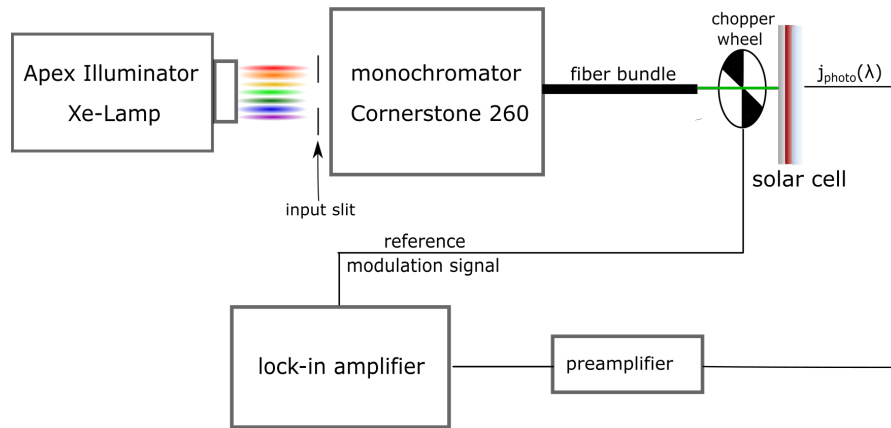 Apex Illuminator
Xe-Lamp
input slit
monochromator
Cornerstone 260
fiber bundle
chopper
wheel
solar cell
jphoto(λ)
reference
modulation signal
lock-in amplifier
preamplifier